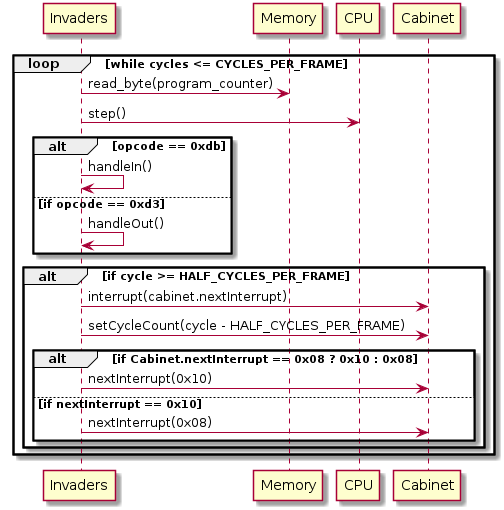 Invaders Memory CPU Cabinet
loop [while cycles <= CYCLES_PER_FRAME]
read_byte(program_counter)
step()
alt [opcode == 0xdb]
handleIn()
[if opcode == 0xd3]
handleOut()
alt [if cycle >= HALF_CYCLES_PER_FRAME]
interrupt(cabinet.nextInterrupt)
setCycleCount(cycle - HALF_CYCLES_PER_FRAME)
alt [if Cabinet.nextInterrupt == 0x08 ? 0x10 : 0x08]
nextInterrupt(0x10)
[if nextInterrupt == 0x10]
nextInterrupt(0x08)
Invaders Memory CPU Cabinet